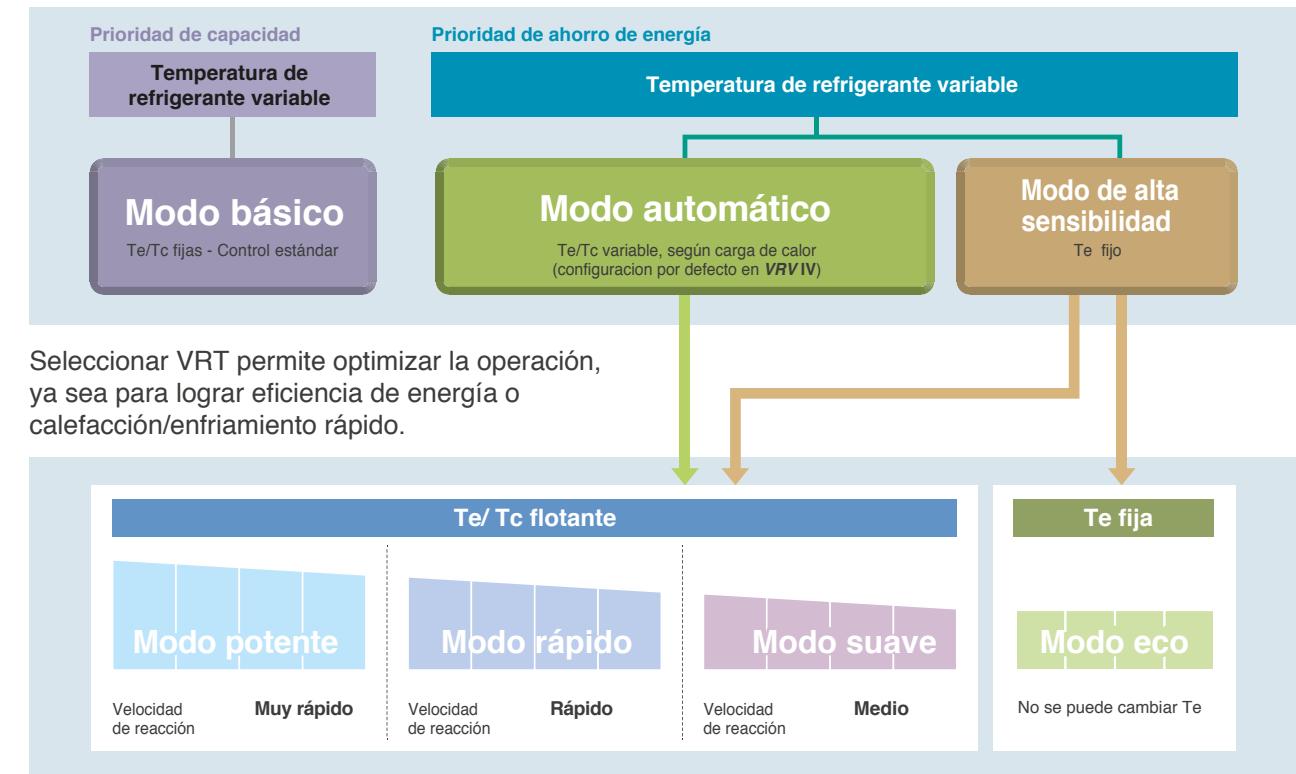 Prioridad de capacidad
Temperatura de
refrigerante variable
Prioridad de ahorro de energía
Temperatura de refrigerante variable
Modo básico
Te/Tc fijas - Control estándar
Modo automático
Te/Tc variable, según carga de calor
(configuracion por defecto en VRV IV)
Modo de alta
sensibilidad
Te fijo
Seleccionar VRT permite optimizar la operación,
ya sea para lograr eficiencia de energía o
calefacción/enfriamiento rápido.
Te/ Tc flotante
Modo potente
Velocidad
de reacción
Muy rápido
Modo rápido
Velocidad
de reacción
Rápido
Modo suave
Velocidad
de reacción
Medio
Te fija
Modo eco
No se puede cambiar Te